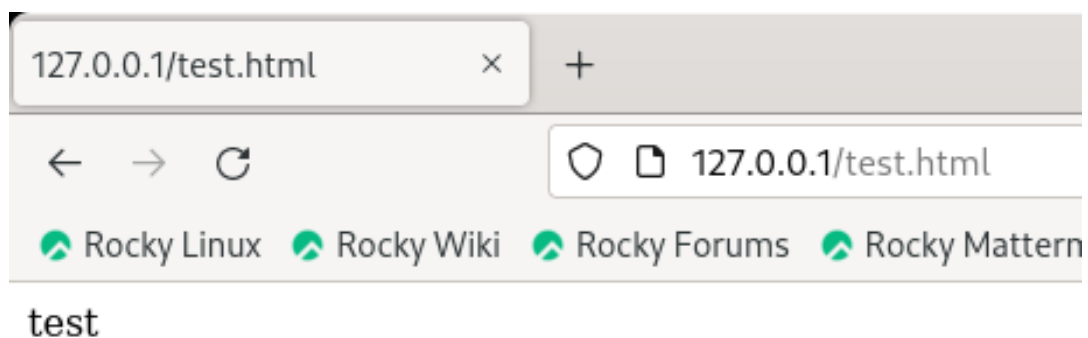 127.0.0.1/test.html × +
127.0.0.1/test.html
Rocky Linux Rocky Wiki Rocky Forums Rocky Mattern
test